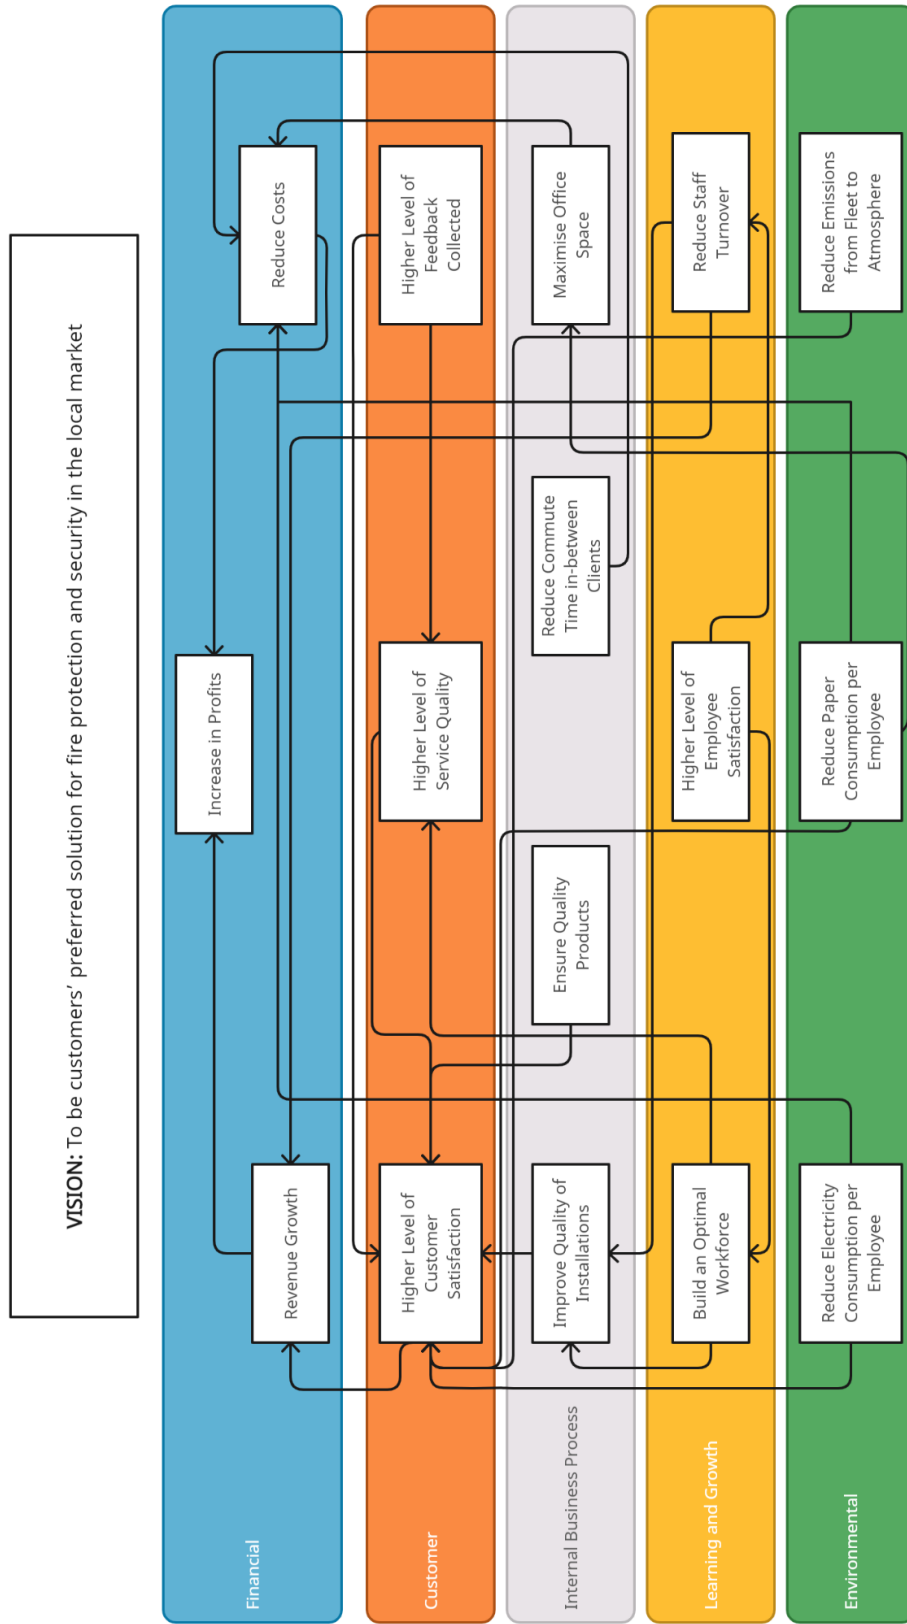 VISION: To be customers' preferred solution for fire protection and security in the local market
Financial
Increase in Profits
Revenue Growth
Reduce Costs
Customer
Higher Level of
Customer
Satisfaction
Higher Level of
Service Quality
Higher Level of
Feedback
Collected
Internal Business Process
Improve Quality of
Installations
Ensure Quality
Products
Reduce Commute
Time in-between
Clients
Maximise Office
Space
Learning and Growth
Build an Optimal
Workforce
Higher Level of
Employee
Satisfaction
Reduce Staff
Turnover
Environmental
Reduce Electricity
Consumption per
Employee
Reduce Paper
Consumption per
Employee
Reduce Emissions
from Fleet to
Atmosphere